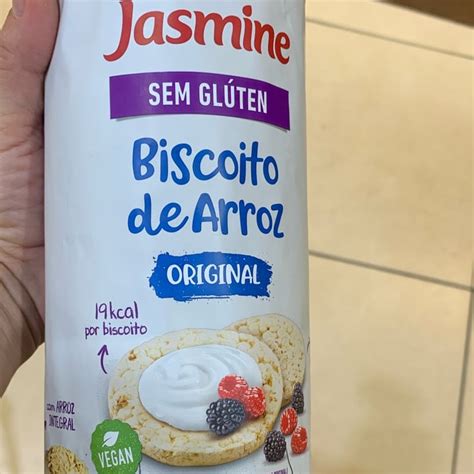 Jasmine
SEM GLÚTEN
Biscoito
de Arroz
ORIGINAL
19kcal
por biscoito
com ARROZ
INTEGRAL
VEGAN